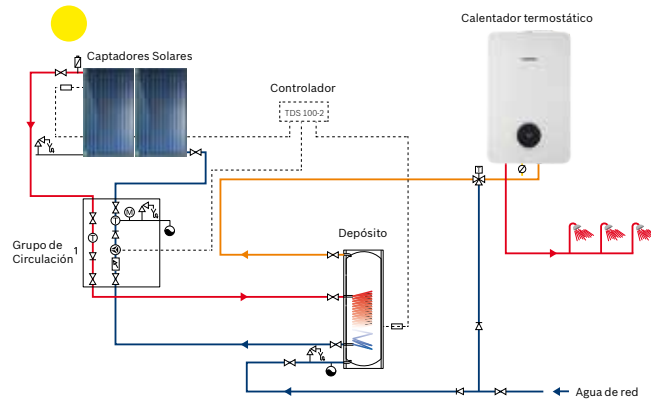 Calentador termostático
Captadores Solares
Controlador
TDS 100-2
Depósito
Grupo de
Circulación
1
T
M
T
Agua de red